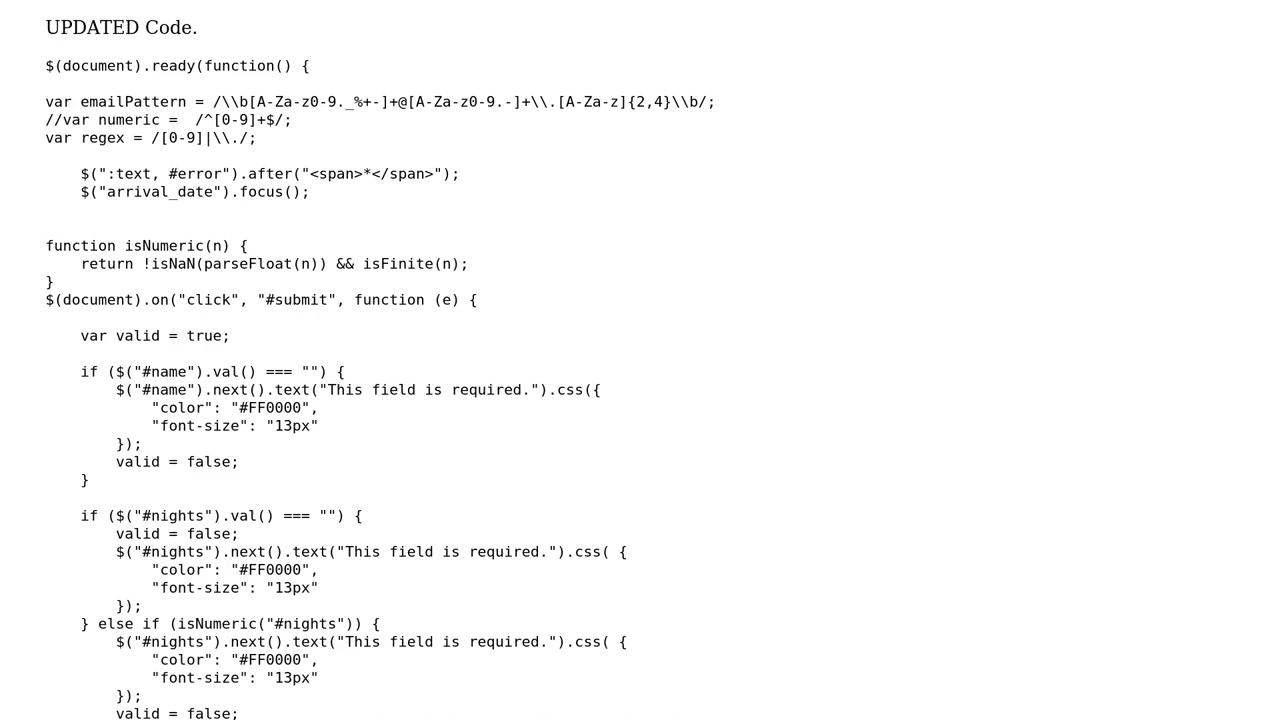 UPDATED Code.
$(document).ready(function() {
var emailPattern = /\\b[A-Za-z0-9._%+-]+@[A-Za-z0-9.-]+\\.[A-Za-z]{2,4}\\b/;
//var numeric =  /^[0-9]+$/;
var regex = /[0-9]|\\./;
    $(":text, #error").after("<span>*</span>");
    $("arrival_date").focus();
function isNumeric(n) {
    return !isNaN(parseFloat(n)) && isFinite(n);
}
$(document).on("click", "#submit", function (e) {
    var valid = true;
    if ($("#name").val() === "") {
        $("#name").next().text("This field is required.").css({
            "color": "#FF0000",
            "font-size": "13px"
        });
        valid = false;
    }
    if ($("#nights").val() === "") {
        valid = false;
        $("#nights").next().text("This field is required.").css( {
            "color": "#FF0000",
            "font-size": "13px"
        });
    } else if (isNumeric("#nights")) {
        $("#nights").next().text("This field is required.").css( {
            "color": "#FF0000",
            "font-size": "13px"
        });
        valid = false;